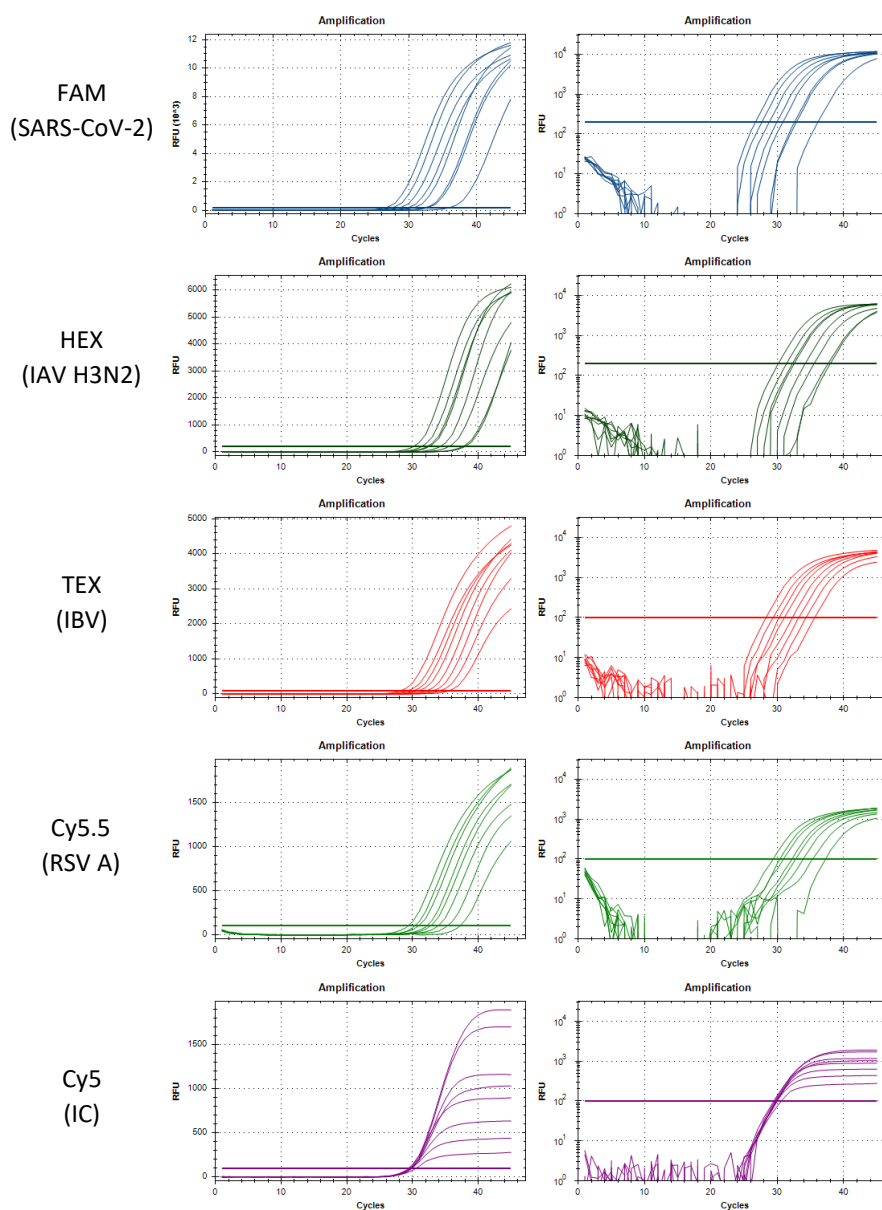 Amplification
Amplification
FAM
(SARS-CoV-2)
RFU (10^3)
12
10
8
6
4
2
0
0 10 20 30 40
Cycles
10^4
10^3
10^2
10^1
10^0
0 10 20 30 40
Cycles
Amplification
Amplification
HEX
(IAV H3N2)
RFU
6000
5000
4000
3000
2000
1000
0
0 10 20 30 40
Cycles
RFU
10^4
10^3
10^2
10^1
10^0
0 10 20 30 40
Cycles
Amplification
Amplification
TEX
(IBV)
RFU
5000
4000
3000
2000
1000
0
0 10 20 30 40
Cycles
RFU
10^4
10^3
10^2
10^1
10^0
0 10 20 30 40
Cycles
Amplification
Amplification
Cy5.5
(RSV A)
RFU
1500
1000
500
0
0 10 20 30 40
Cycles
RFU
10^4
10^3
10^2
10^1
10^0
0 10 20 30 40
Cycles
Amplification
Amplification
Cy5
(IC)
RFU
1500
1000
500
0
0 10 20 30 40
Cycles
RFU
10^4
10^3
10^2
10^1
10^0
0 10 20 30 40
Cycles